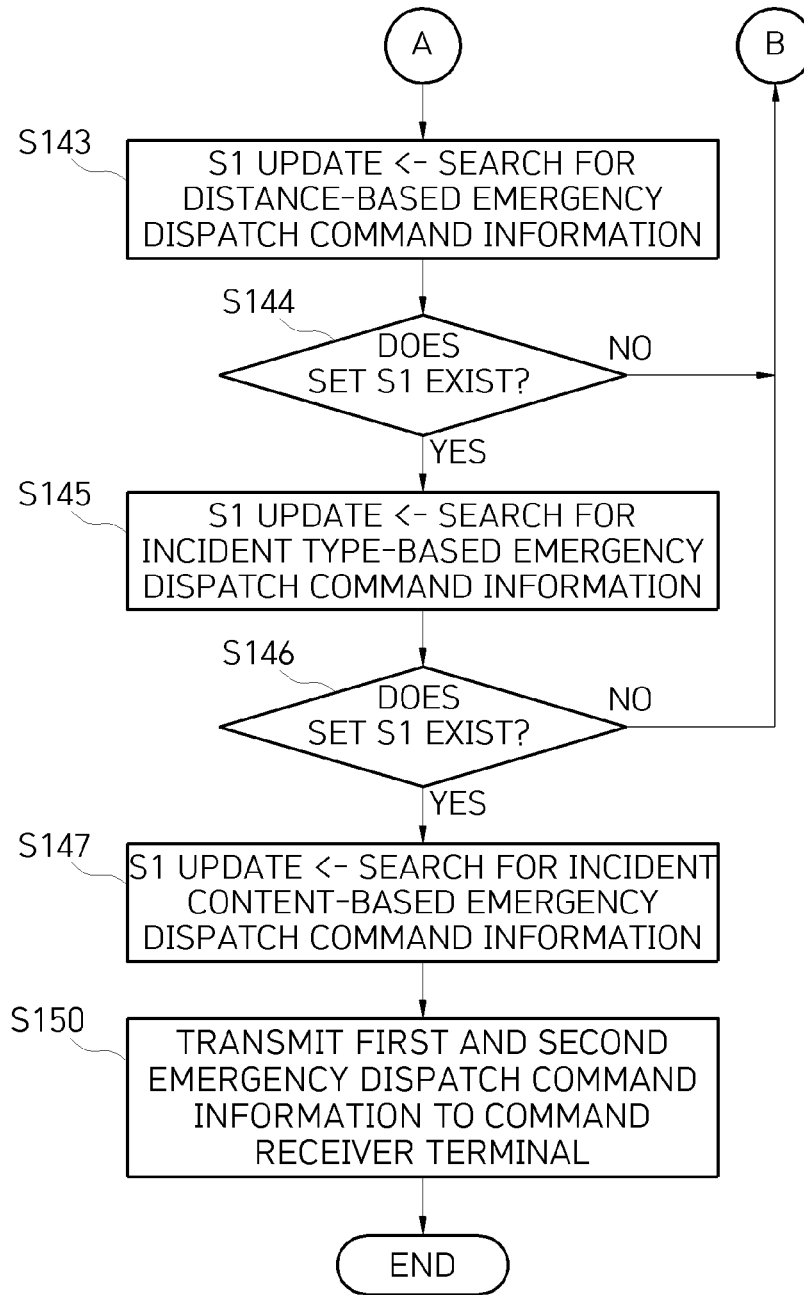 A
B
S143
S1 UPDATE <- SEARCH FOR
DISTANCE-BASED EMERGENCY
DISPATCH COMMAND INFORMATION
S144
DOES
SET S1 EXIST?
NO
YES
S145
S1 UPDATE <- SEARCH FOR
INCIDENT TYPE-BASED EMERGENCY
DISPATCH COMMAND INFORMATION
S146
DOES
SET S1 EXIST?
NO
YES
S147
S1 UPDATE <- SEARCH FOR INCIDENT
CONTENT-BASED EMERGENCY
DISPATCH COMMAND INFORMATION
S150
TRANSMIT FIRST AND SECOND
EMERGENCY DISPATCH COMMAND
INFORMATION TO COMMAND
RECEIVER TERMINAL
END